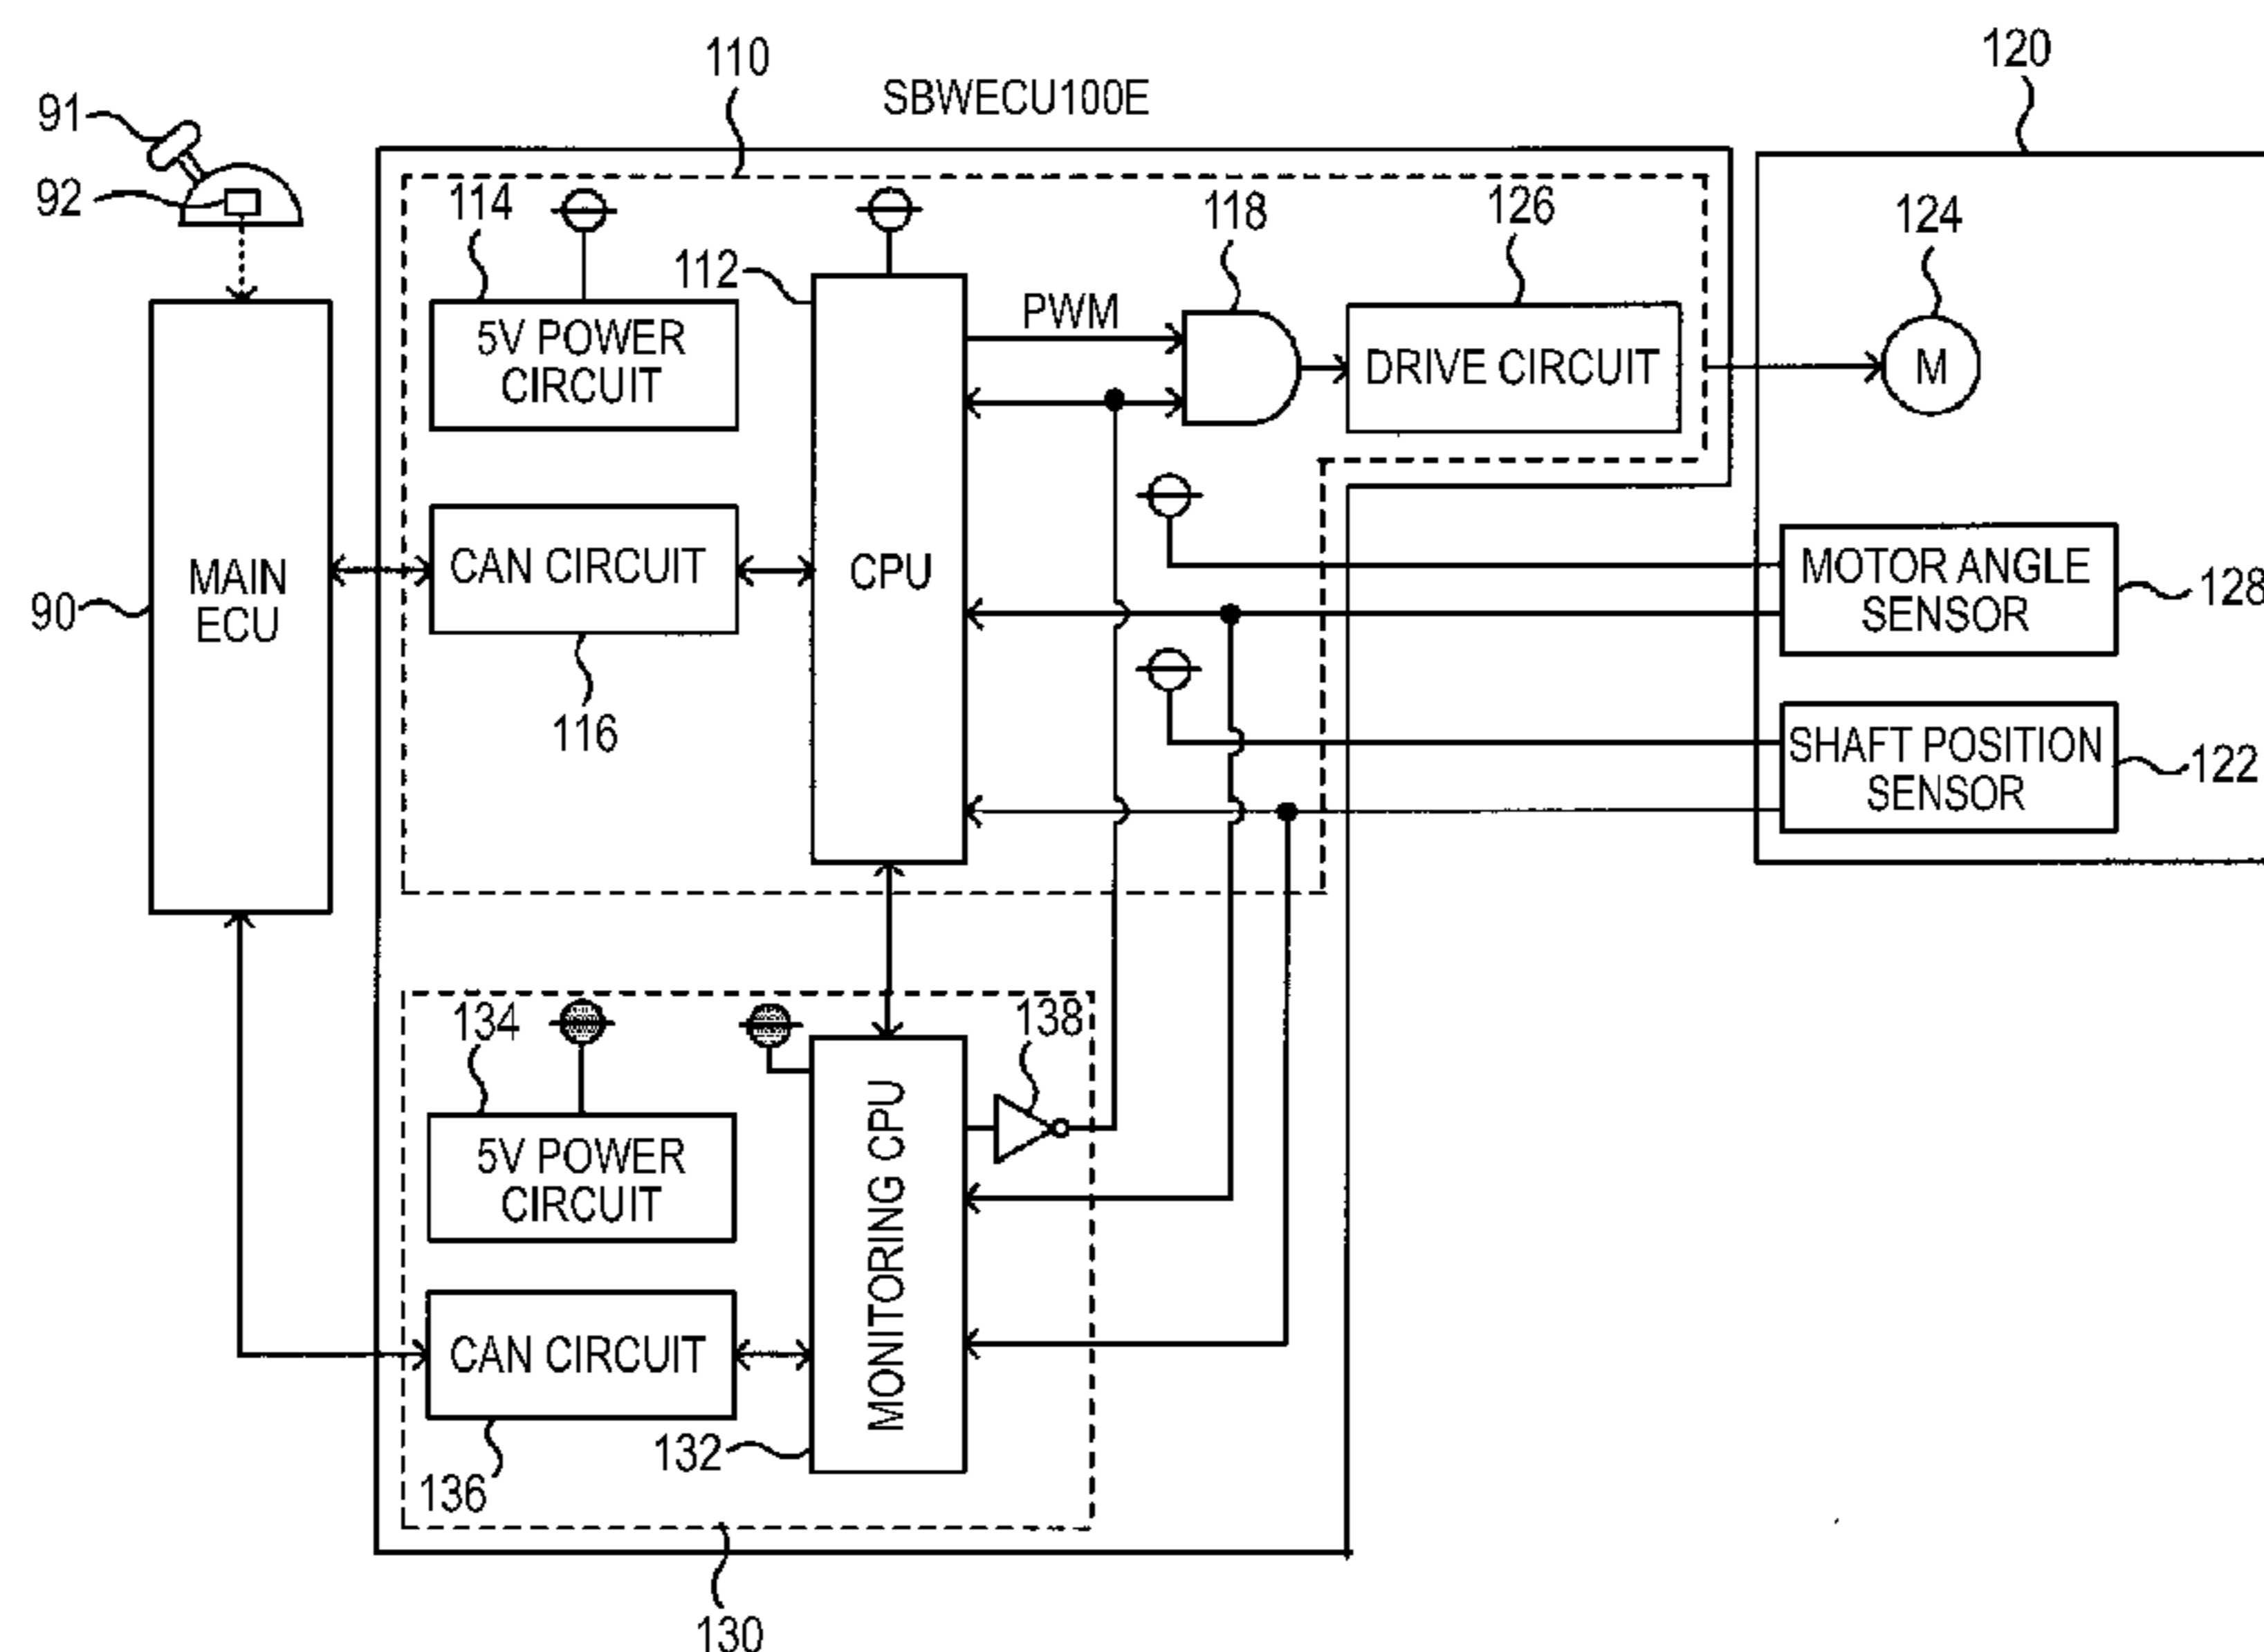 110
SBWECU100E
120
91
92
114
118
126
124
112
PWM
5V POWER
CIRCUIT
DRIVE CIRCUIT
M
CAN CIRCUIT
CPU
MOTOR ANGLE
SENSOR
128
90
MAIN
ECU
116
SHAFT POSITION
SENSOR
122
134
138
5V POWER
CIRCUIT
MONITORING CPU
CAN CIRCUIT
132
136
130